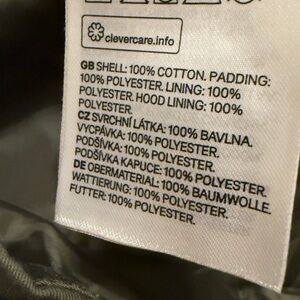 clevercare.info
GB SHELL: 100% COTTON. PADDING:
100% POLYESTER. LINING: 100%
POLYESTER. HOOD LINING: 100%
POLYESTER.
CZ SVRCHNÍ LÁTKA: 100% BAVLNA.
VÝCPÁVKA: 100% POLYESTER.
PODŠÍVKA: 100% POLYESTER.
PODŠÍVKA KAPUCE: 100% POLYESTER.
DE OBERMATERIAL: 100% BAUMWOLLE.
WATTIERUNG: 100% POLYESTER.
FUTTER: 100% POLYESTER.